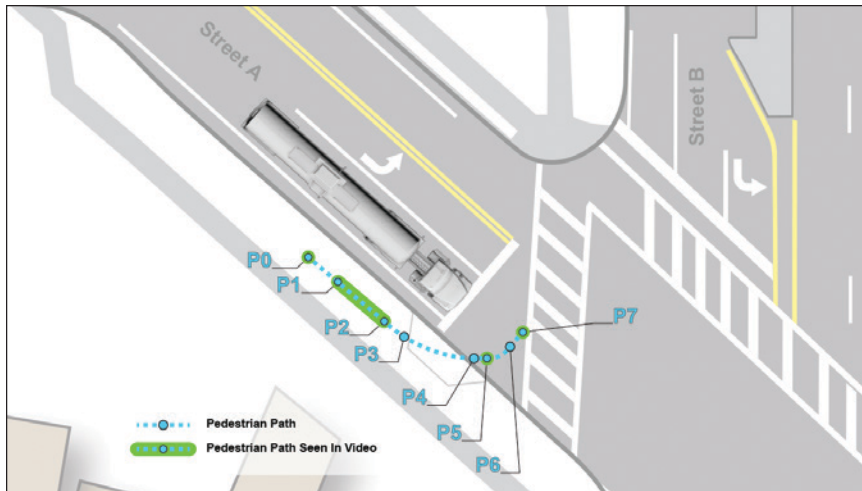 Street A
Street B
P0
P1
P2
P3
P4
P5
P6
P7
Pedestrian Path
Pedestrian Path Seen In Video